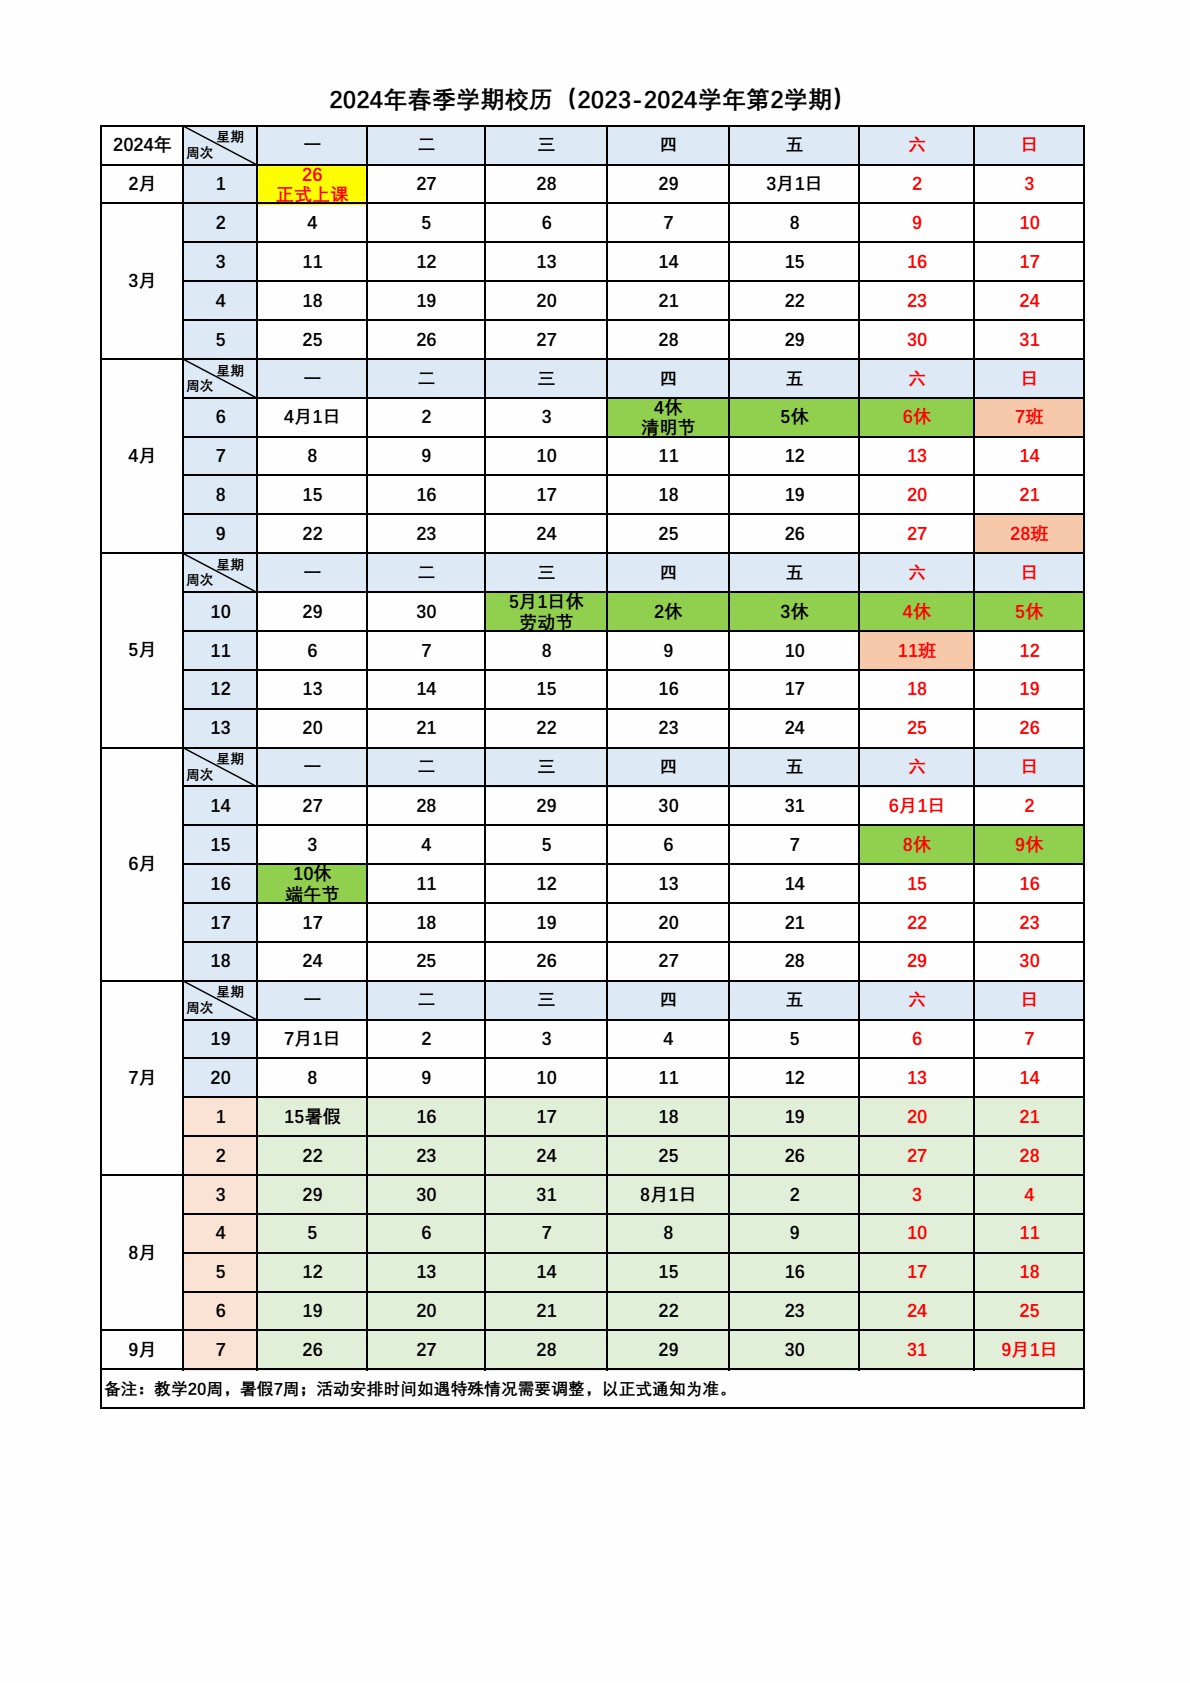 2024年春季学期校历（2023-2024学年第2学期）
2024年 星期 周次 一 二 三 四 五 六 日
2月 1 26 正式上课 27 28 29 3月1日 2 3
3月
2 4 5 6 7 8 9 10
3 11 12 13 14 15 16 17
4 18 19 20 21 22 23 24
5 25 26 27 28 29 30 31
4月
星期 周次 一 二 三 四 五 六 日
6 4月1日 2 3 4休 清明节 5休 6休 7班
7 8 9 10 11 12 13 14
8 15 16 17 18 19 20 21
9 22 23 24 25 26 27 28班
5月
星期 周次 一 二 三 四 五 六 日
10 29 30 5月1日休 劳动节 2休 3休 4休 5休
11 6 7 8 9 10 11班 12
12 13 14 15 16 17 18 19
13 20 21 22 23 24 25 26
6月
星期 周次 一 二 三 四 五 六 日
14 27 28 29 30 31 6月1日 2
15 3 4 5 6 7 8休 9休
16 10休 端午节 11 12 13 14 15 16
17 17 18 19 20 21 22 23
18 24 25 26 27 28 29 30
7月
星期 周次 一 二 三 四 五 六 日
19 7月1日 2 3 4 5 6 7
20 8 9 10 11 12 13 14
1 15暑假 16 17 18 19 20 21
2 22 23 24 25 26 27 28
8月
3 29 30 31 8月1日 2 3 4
4 5 6 7 8 9 10 11
5 12 13 14 15 16 17 18
6 19 20 21 22 23 24 25
9月 7 26 27 28 29 30 31 9月1日
备注：教学20周，暑假7周；活动安排时间如遇特殊情况需要调整，以正式通知为准。